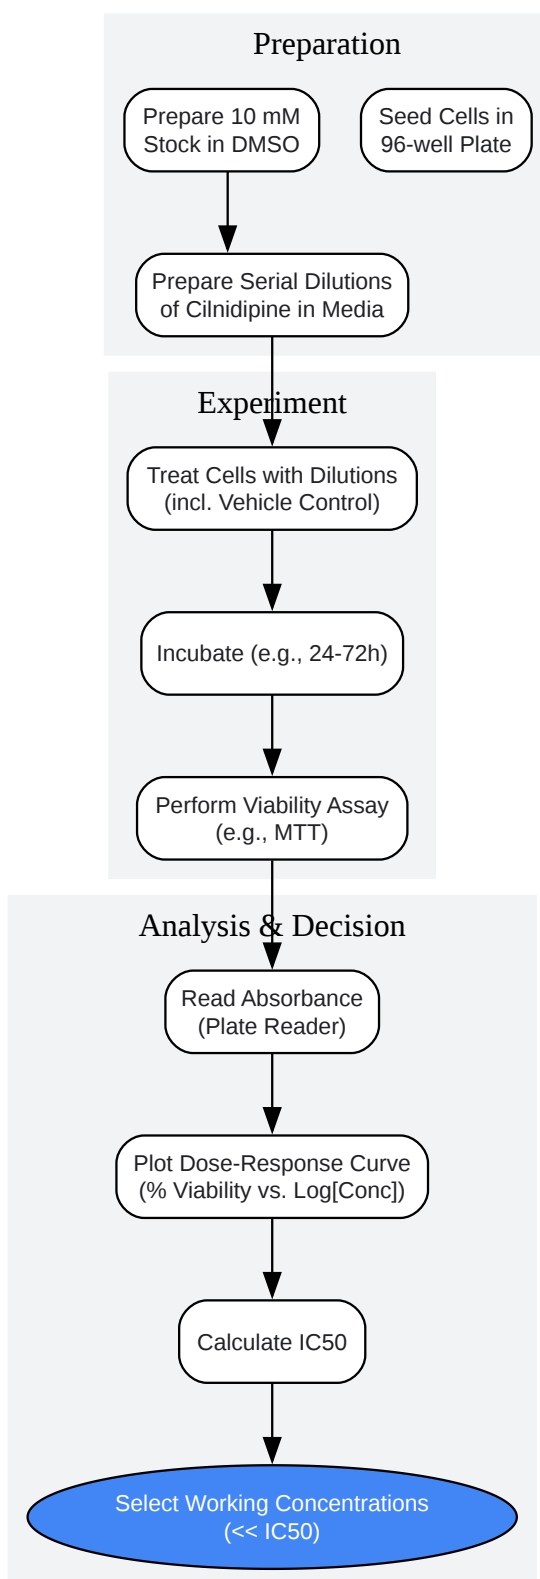 Preparation
Prepare 10 mM
Stock in DMSO
Seed Cells in
96-well Plate
Prepare Serial Dilutions
of Cilnidipine in Media
Experiment
Treat Cells with Dilutions
(incl. Vehicle Control)
Incubate (e.g., 24-72h)
Perform Viability Assay
(e.g., MTT)
Analysis & Decision
Read Absorbance
(Plate Reader)
Plot Dose-Response Curve
(% Viability vs. Log[Conc])
Calculate IC50
Select Working Concentrations
(<< IC50)